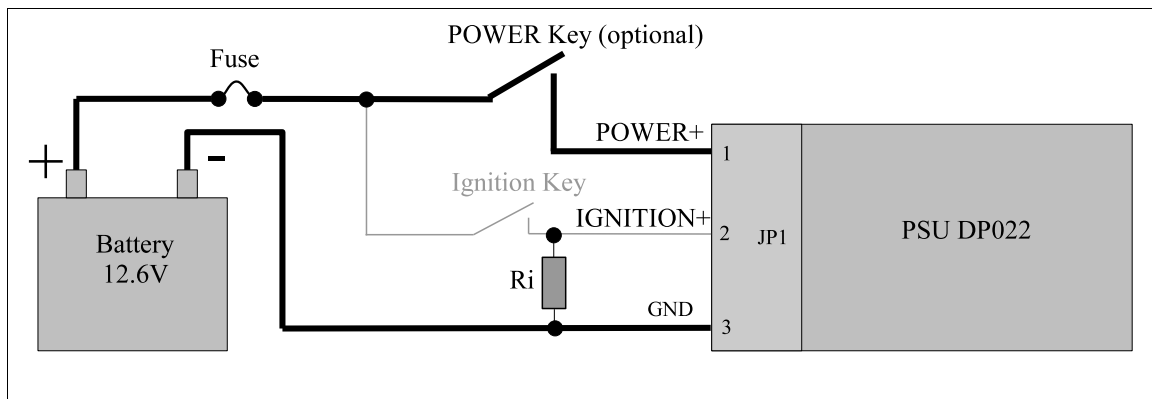 POWER Key (optional)
Fuse
POWER+
+
-
1
Ignition Key
IGNITION+
2
JP1
PSU DP022
Battery
12.6V
Ri
GND
3